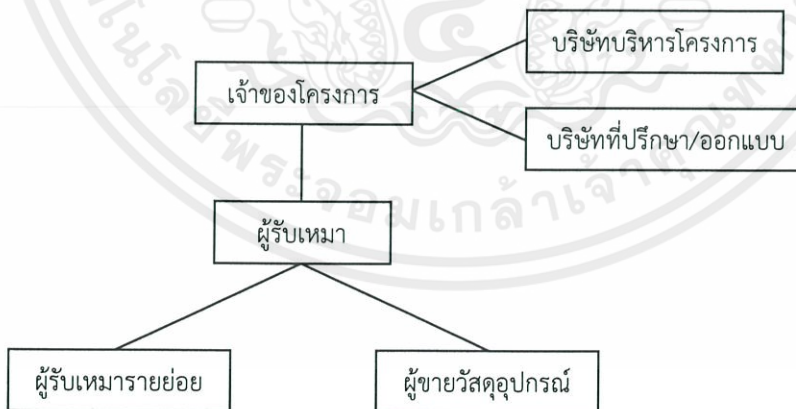 บริษัทบริหารโครงการ
เจ้าของโครงการ
บริษัทที่ปรึกษา/ออกแบบ
ผู้รับเหมา
ผู้รับเหมารายย่อย
ผู้ขายวัสดุอุปกรณ์